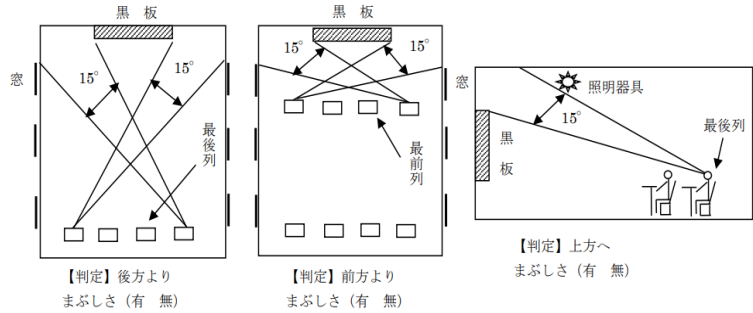 黒 板
15°
15°
窓
最後列
【判定】後方より
まぶしさ（有　無）
黒 板
15°
15°
窓
最前列
【判定】前方より
まぶしさ（有　無）
照明器具
15°
黒板
最後列
【判定】上方へ
まぶしさ（有　無）